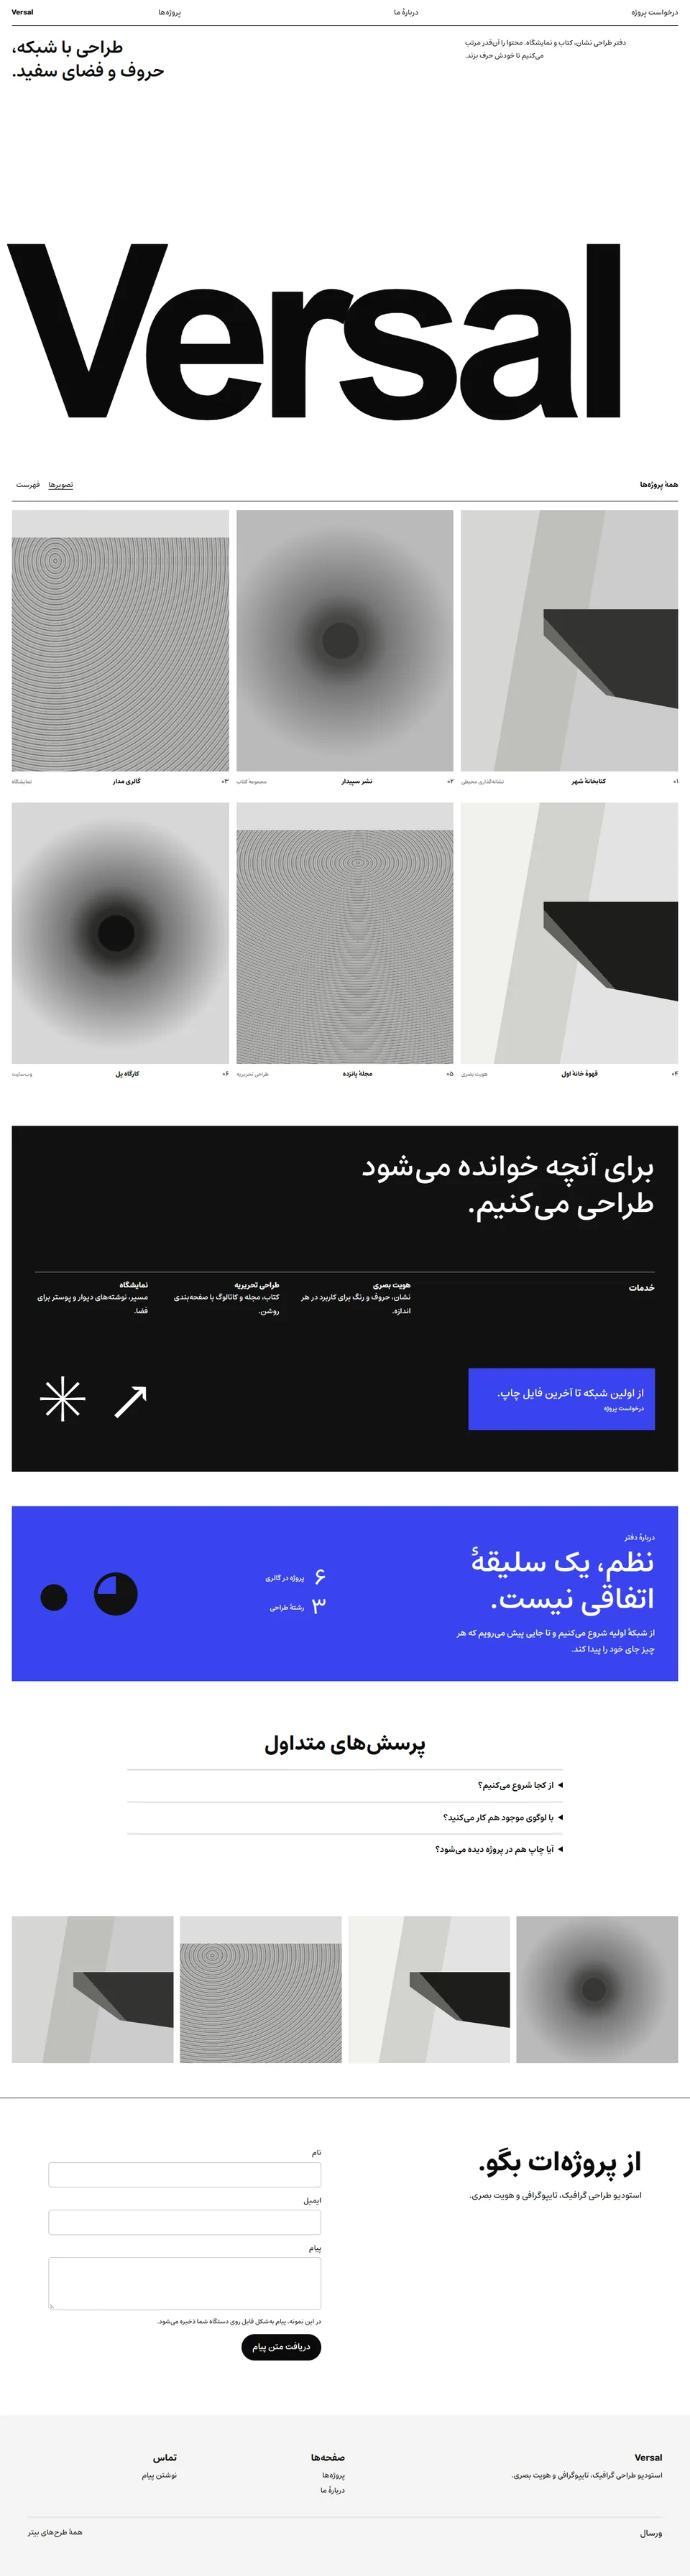 درخواست پروژه
دربارهٔ ما
پروژه‌ها
Versal
دفتر طراحی نشان، کتاب و نمایشگاه. محتوا را آن‌قدر مرتب
می‌کنیم تا خودش حرف بزند.
طراحی با شبکه،
حروف و فضای سفید.
Versal
همهٔ پروژه‌ها
تصویرها
فهرست
۰۱
کتابخانهٔ شهر
نشانه‌گذاری محیطی
۰۲
نشر سپیدار
مجموعهٔ کتاب
۰۳
گالری مدار
نمایشگاه
۰۴
قهوهٔ خانهٔ اول
هویت بصری
۰۵
مجلهٔ پانزده
طراحی تحریریه
۰۶
کارگاه پل
وب‌سایت
برای آنچه خوانده می‌شود
طراحی می‌کنیم.
خدمات
هویت بصری
نشان، حروف و رنگ برای کاربرد در هر
اندازه.
طراحی تحریریه
کتاب، مجله و کاتالوگ با صفحه‌بندی
روشن.
نمایشگاه
مسیر، نوشته‌های دیوار و پوستر برای
فضا.
از اولین شبکه تا آخرین فایل چاپ.
درخواست پروژه
دربارهٔ دفتر
نظم، یک سلیقهٔ
اتفاقی نیست.
از شبکهٔ اولیه شروع می‌کنیم و تا جایی پیش می‌رویم که هر
چیز جای خود را پیدا کند.
۶ پروژه در گالری
۳ رشتهٔ طراحی
پرسش‌های متداول
از کجا شروع می‌کنیم؟
با لوگوی موجود هم کار می‌کنید؟
آیا چاپ هم در پروژه دیده می‌شود؟
از پروژه‌ات بگو.
استودیو طراحی گرافیک، تایپوگرافی و هویت بصری.
نام
ایمیل
پیام
در این نمونه، پیام به‌شکل فایل روی دستگاه شما ذخیره می‌شود.
دریافت متن پیام
Versal
استودیو طراحی گرافیک، تایپوگرافی و هویت بصری.
صفحه‌ها
پروژه‌ها
دربارهٔ ما
تماس
نوشتن پیام
ورسال
همهٔ طرح‌های بیتر